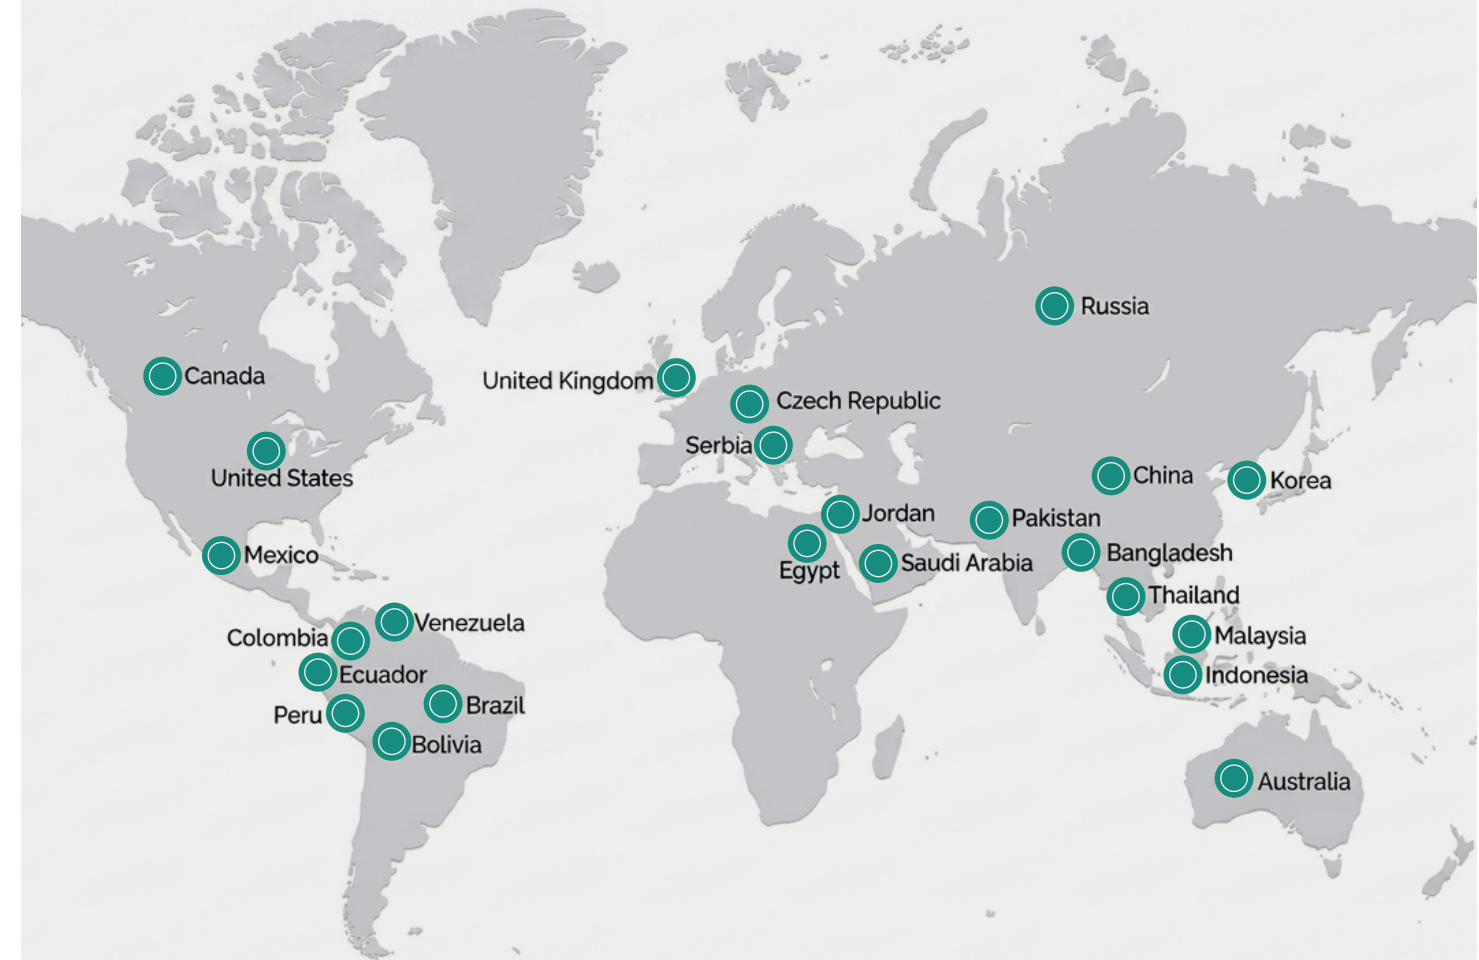 Russia
Canada
United Kingdom
Czech Republic
Serbia
United States
China
Korea
Jordan
Pakistan
Mexico
Egypt
Saudi Arabia
Bangladesh
Thailand
Venezuela
Colombia
Malaysia
Ecuador
Indonesia
Peru
Brazil
Bolivia
Australia